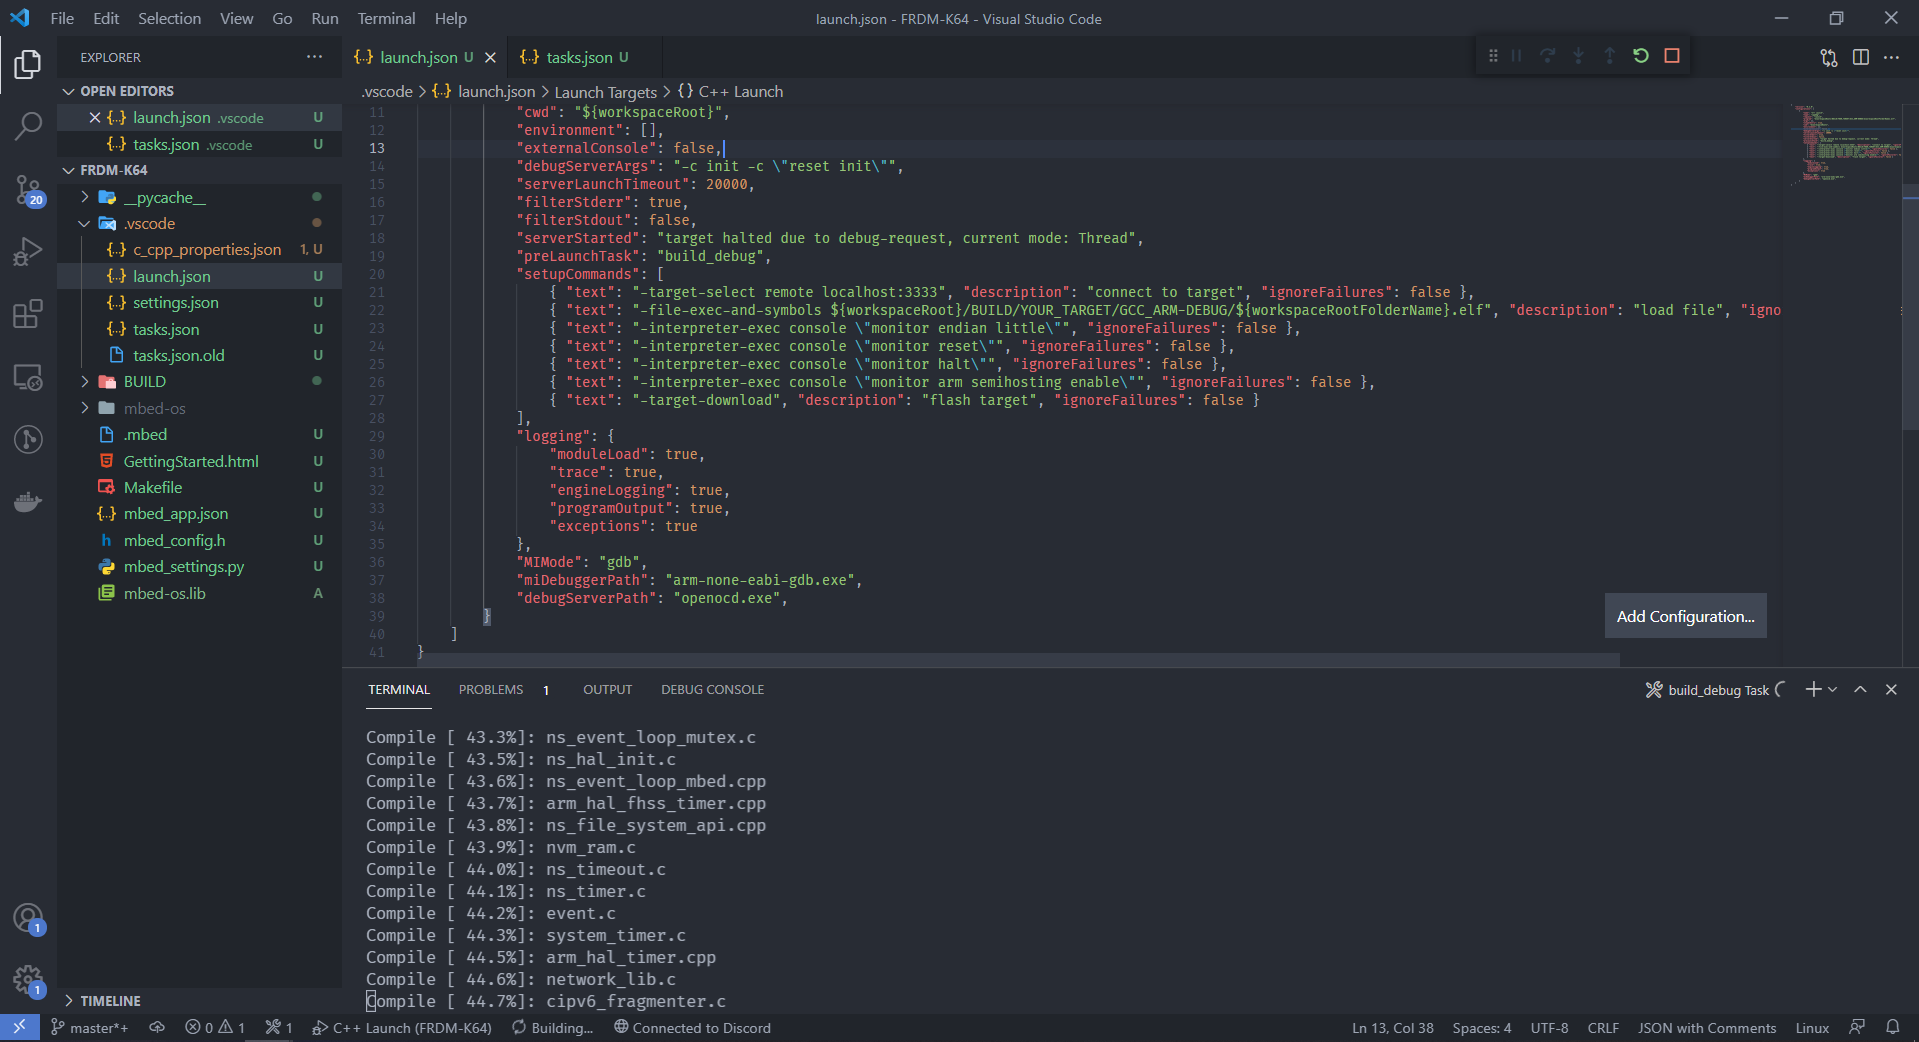 File Edit Selection View Go Run Terminal Help
launch.json - FRDM-K64 - Visual Studio Code
EXPLORER
OPEN EDITORS
launch.json .vscode U
tasks.json .vscode U
FRDM-K64
__pycache__
.vscode
c_cpp_properties.json 1, U
launch.json U
settings.json U
tasks.json U
tasks.json.old U
BUILD
mbed-os
.mbed U
GettingStarted.html U
Makefile U
mbed_app.json U
mbed_config.h U
mbed_settings.py U
mbed-os.lib A
TIMELINE
20
1
1
launch.json U
tasks.json U
.vscode > {..} launch.json > Launch Targets > {} C++ Launch
11 "cwd": "${workspaceRoot}",
12 "environment": [],
13 "externalConsole": false,
14 "debugServerArgs": "-c init -c \"reset init\"",
15 "serverLaunchTimeout": 20000,
16 "filterStderr": true,
17 "filterStdout": false,
18 "serverStarted": "target halted due to debug-request, current mode: Thread",
19 "preLaunchTask": "build_debug",
20 "setupCommands": [
21 { "text": "-target-select remote localhost:3333", "description": "connect to target", "ignoreFailures": false },
22 { "text": "-file-exec-and-symbols ${workspaceRoot}/BUILD/YOUR_TARGET/GCC_ARM-DEBUG/${workspaceRootFolderName}.elf", "description": "load file", "igno
23 { "text": "-interpreter-exec console \"monitor endian little\"", "ignoreFailures": false },
24 { "text": "-interpreter-exec console \"monitor reset\"", "ignoreFailures": false },
25 { "text": "-interpreter-exec console \"monitor halt\"", "ignoreFailures": false },
26 { "text": "-interpreter-exec console \"monitor arm semihosting enable\"", "ignoreFailures": false },
27 { "text": "-target-download", "description": "flash target", "ignoreFailures": false }
28 ],
29 "logging": {
30 "moduleLoad": true,
31 "trace": true,
32 "engineLogging": true,
33 "programOutput": true,
34 "exceptions": true
35 },
36 "MIMode": "gdb",
37 "miDebuggerPath": "arm-none-eabi-gdb.exe",
38 "debugServerPath": "openocd.exe",
39 }
40 ]
41 }
Add Configuration...
TERMINAL PROBLEMS 1 OUTPUT DEBUG CONSOLE
build_debug Task
Compile [ 43.3%]: ns_event_loop_mutex.c
Compile [ 43.5%]: ns_hal_init.c
Compile [ 43.6%]: ns_event_loop_mbed.cpp
Compile [ 43.7%]: arm_hal_fhss_timer.cpp
Compile [ 43.8%]: ns_file_system_api.cpp
Compile [ 43.9%]: nvm_ram.c
Compile [ 44.0%]: ns_timeout.c
Compile [ 44.1%]: ns_timer.c
Compile [ 44.2%]: event.c
Compile [ 44.3%]: system_timer.c
Compile [ 44.5%]: arm_hal_timer.cpp
Compile [ 44.6%]: network_lib.c
Compile [ 44.7%]: cipv6_fragmenter.c
master*+ 0 1 1 C++ Launch (FRDM-K64) Building... Connected to Discord
Ln 13, Col 38 Spaces: 4 UTF-8 CRLF JSON with Comments Linux